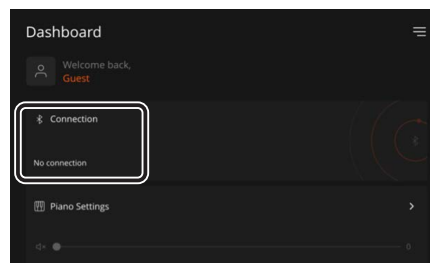 Dashboard
Welcome back,
Guest
Connection
No connection
Piano Settings
0